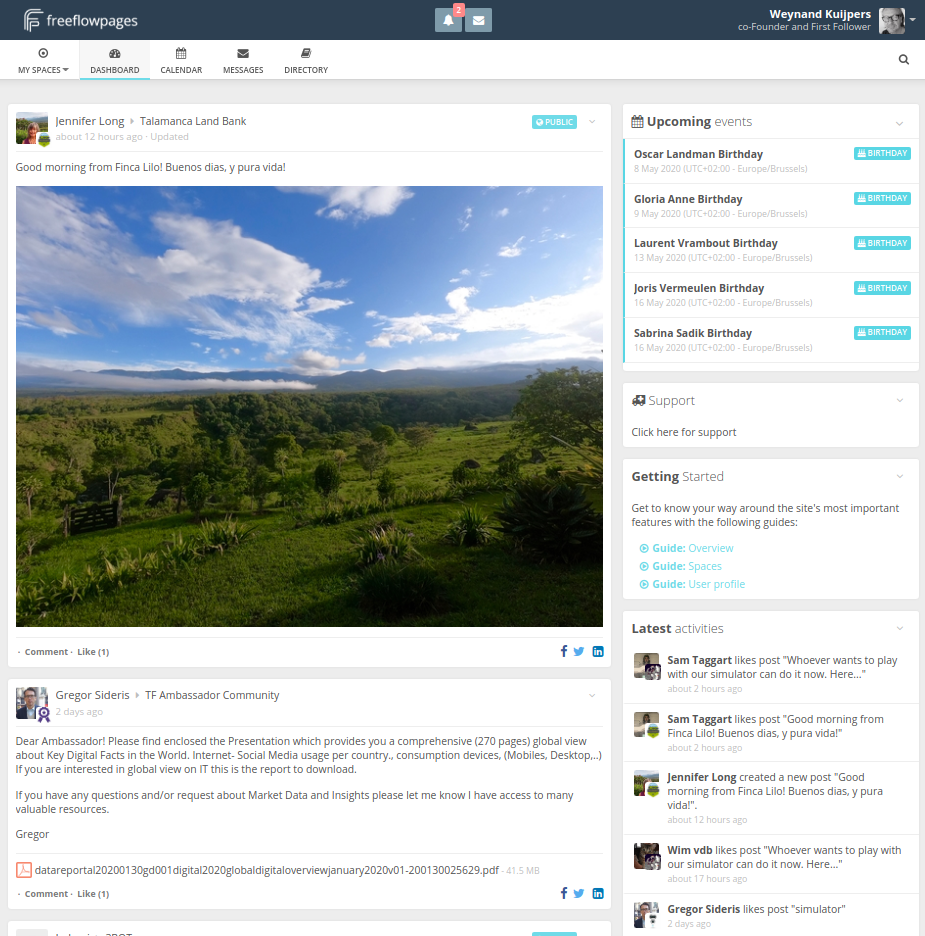 freeflowpages
2
Weynand Kuijpers
co-Founder and First Follower
MY SPACES
DASHBOARD
CALENDAR
MESSAGES
DIRECTORY
Jennifer Long
Talamanca Land Bank
PUBLIC
about 12 hours ago · Updated
Good morning from Finca Lilo! Buenos dias, y pura vida!
· Comment · Like (1)
Gregor Sideris
TF Ambassador Community
2 days ago
Dear Ambassador! Please find enclosed the Presentation which provides you a comprehensive (270 pages) global view
about Key Digital Facts in the World. Internet- Social Media usage per country., consumption devices, (Mobiles, Desktop,..)
If you are interested in global view on IT this is the report to download.
If you have any questions and/or request about Market Data and Insights please let me know I have access to many
valuable resources.
Gregor
datareportal20200130gd001digital2020globaldigitaloverviewjanuary2020v01-200130025629.pdf - 41.5 MB
· Comment · Like (1)
Upcoming events
Oscar Landman Birthday
BIRTHDAY
8 May 2020 (UTC+02:00 - Europe/Brussels)
Gloria Anne Birthday
BIRTHDAY
9 May 2020 (UTC+02:00 - Europe/Brussels)
Laurent Vrambout Birthday
BIRTHDAY
13 May 2020 (UTC+02:00 - Europe/Brussels)
Joris Vermeulen Birthday
BIRTHDAY
16 May 2020 (UTC+02:00 - Europe/Brussels)
Sabrina Sadik Birthday
BIRTHDAY
16 May 2020 (UTC+02:00 - Europe/Brussels)
Support
Click here for support
Getting Started
Get to know your way around the site's most important
features with the following guides:
Guide: Overview
Guide: Spaces
Guide: User profile
Latest activities
Sam Taggart likes post "Whoever wants to play
with our simulator can do it now. Here..."
about 2 hours ago
Sam Taggart likes post "Good morning from
Finca Lilo! Buenos dias, y pura vida!"
about 2 hours ago
Jennifer Long created a new post "Good
morning from Finca Lilo! Buenos dias, y pura
vida!".
about 12 hours ago
Wim vdb likes post "Whoever wants to play with
our simulator can do it now. Here..."
about 17 hours ago
Gregor Sideris likes post "simulator"
2 days ago